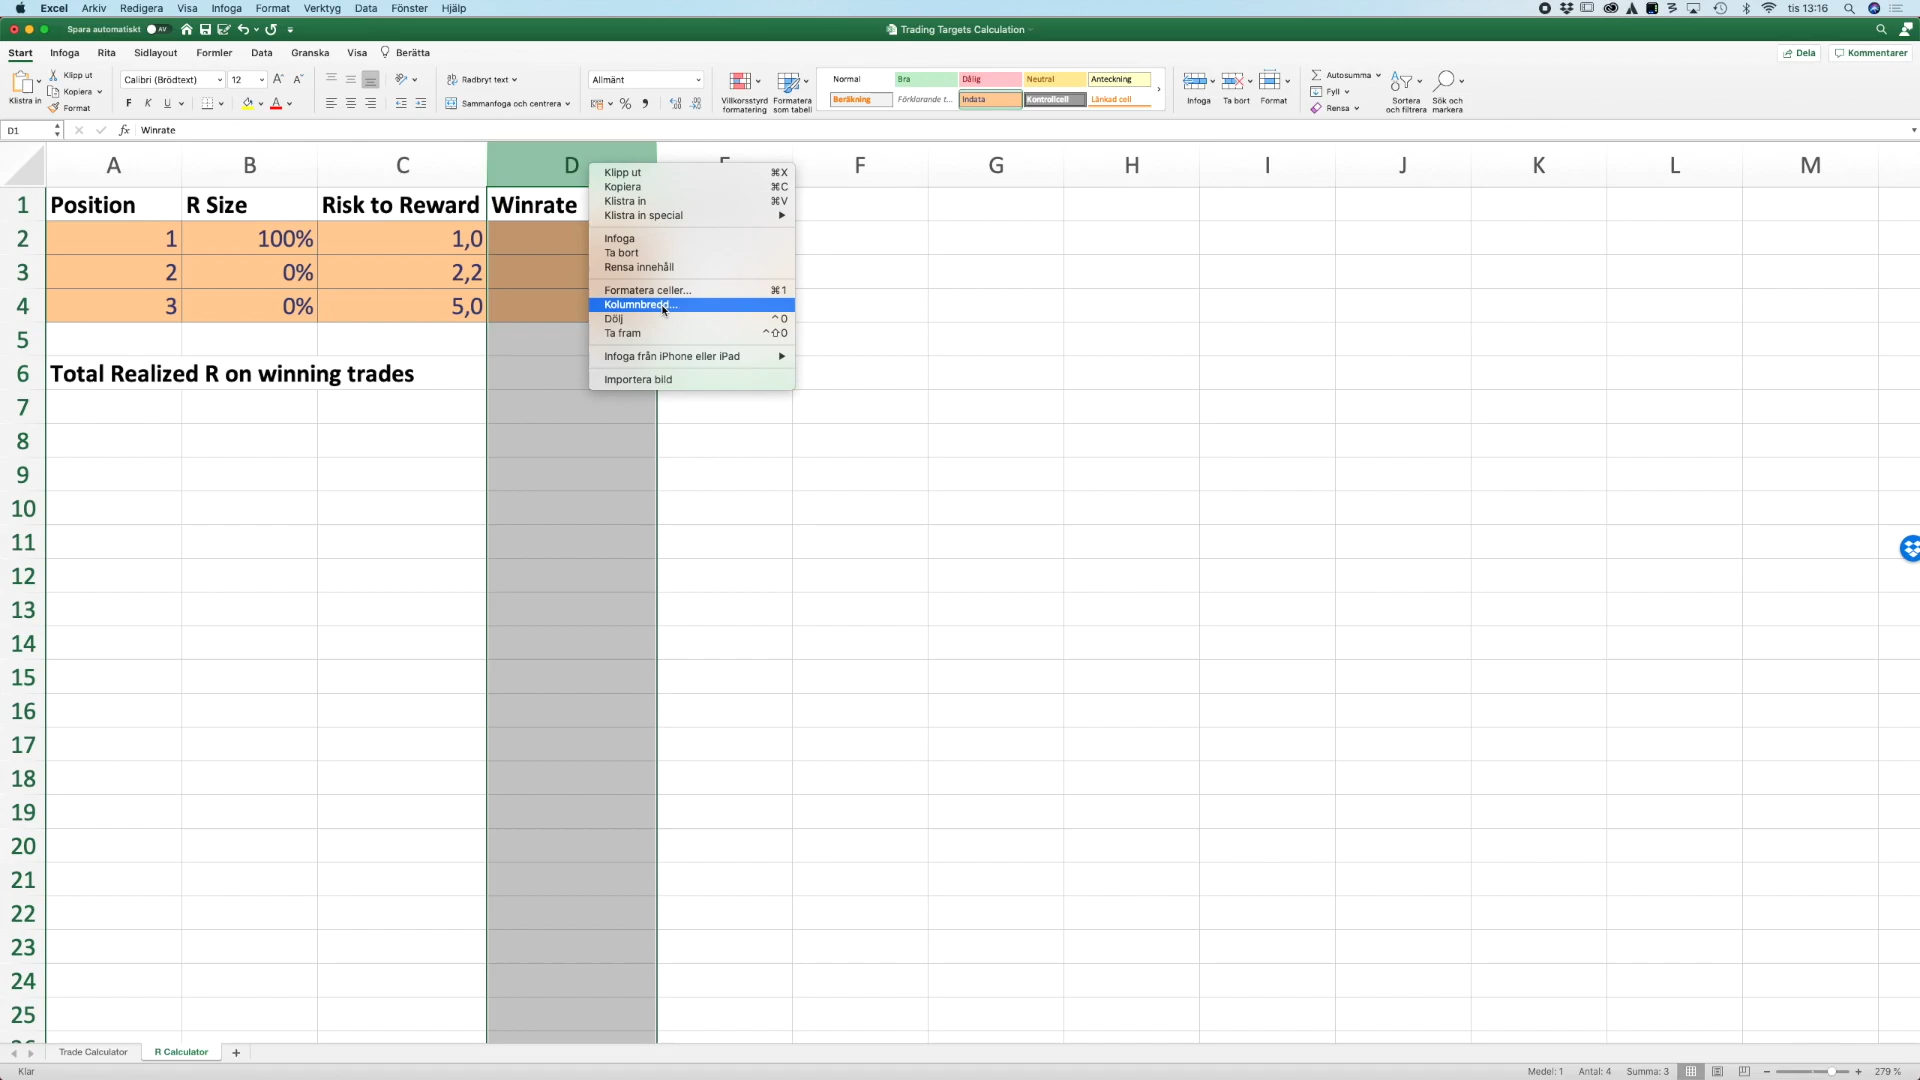 Excel Arkiv Redigera Visa Infoga Format Verktyg Data Fönster Hjälp tis 13:16
Spara automatiskt AV Trading Targets Calculation
Start Infoga Rita Sidlayout Formler Data Granska Visa Berätta Dela Kommentarer
Klistra in Klipp ut Kopiera Format
Calibri (Brödtext) 12
F K U
Radbryt text
Sammanfoga och centrera
Allmänt
Villkorsstyrd formatering
Formatera som tabell
Normal Bra Dålig Neutral Anteckning
Beräkning Förklarande t... Indata Kontrollcell Länkad cell
Infoga Ta bort Format
Autosumma
Fyll
Rensa
Sortera och filtrera
Sök och markera
D1 fx Winrate
A B C D F G H I J K L M
1 Position R Size Risk to Reward Winrate
2 1 100% 1,0
3 2 0% 2,2
4 3 0% 5,0
5
6 Total Realized R on winning trades
7
8
9
10
11
12
13
14
15
16
17
18
19
20
21
22
23
24
25
Klipp ut ⌘X
Kopiera ⌘C
Klistra in ⌘V
Klistra in special
Infoga
Ta bort
Rensa innehåll
Formatera celler... ⌘1
Kolumnbredd...
Dölj ^0
Ta fram ^⇧0
Infoga från iPhone eller iPad
Importera bild
Trade Calculator R Calculator +
Klar Medel: 1 Antal: 4 Summa: 3 279 %